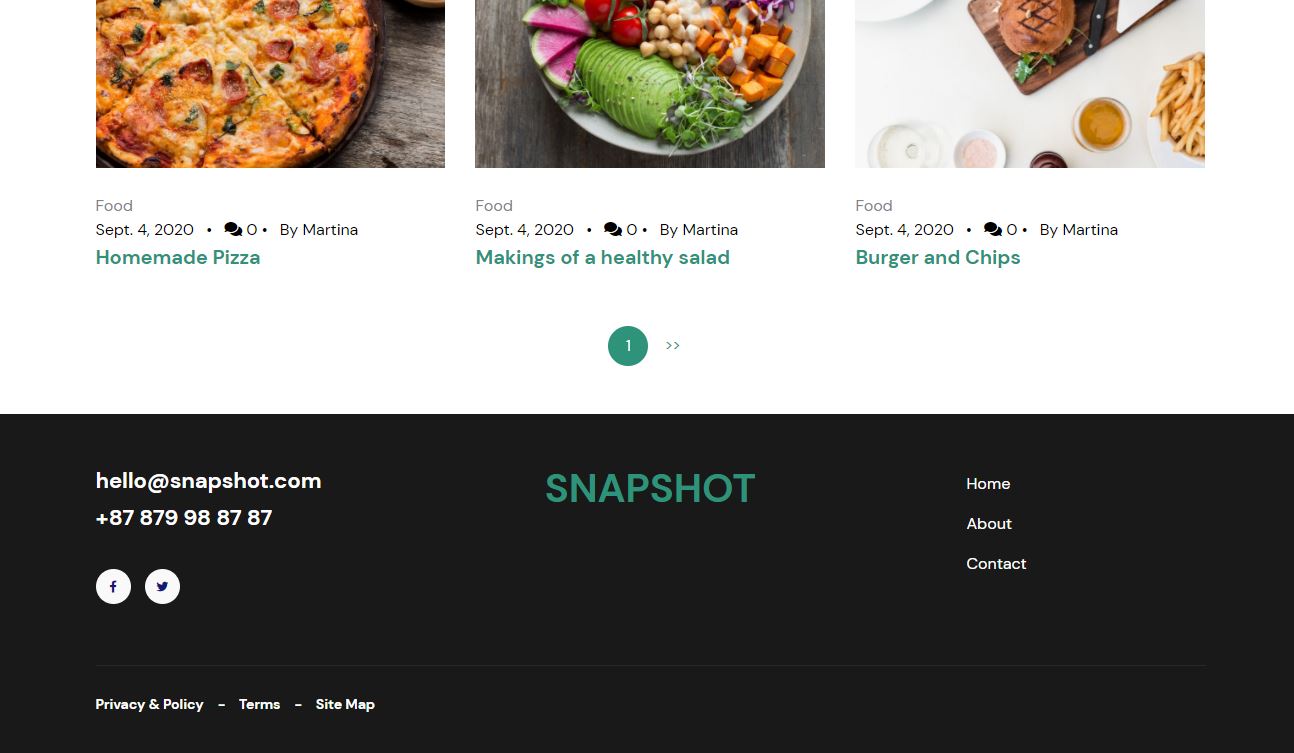 Food
Sept. 4, 2020 • 0 • By Martina
Homemade Pizza
Food
Sept. 4, 2020 • 0 • By Martina
Makings of a healthy salad
Food
Sept. 4, 2020 • 0 • By Martina
Burger and Chips
1 >>
hello@snapshot.com
+87 879 98 87 87
SNAPSHOT
Home
About
Contact
Privacy & Policy - Terms - Site Map